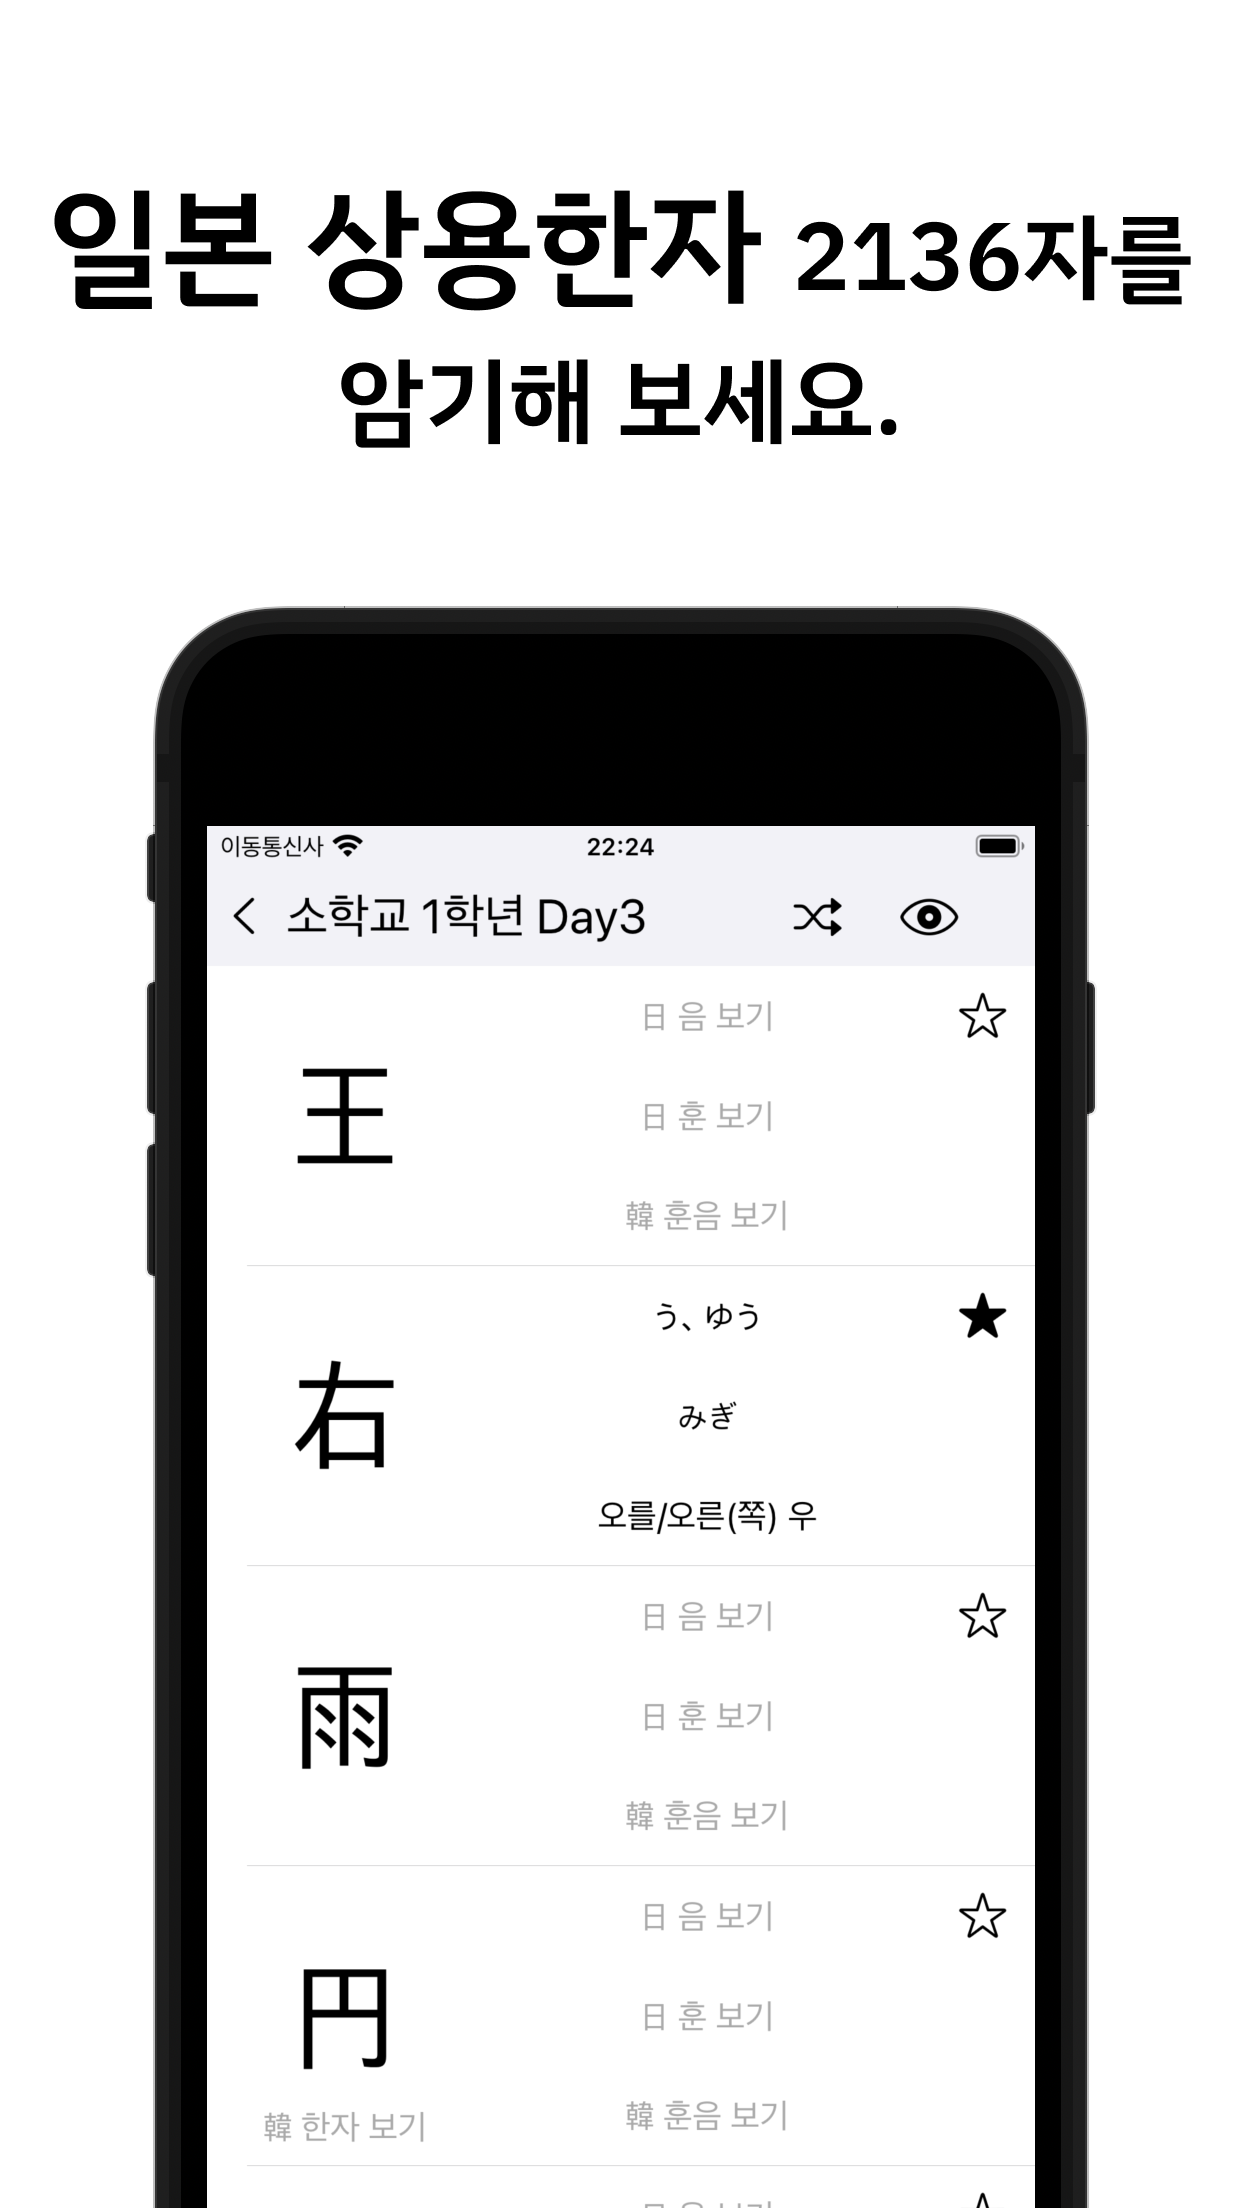 일본 상용한자 2136자를
암기해 보세요.
이동통신사 22:24
소학교 1학년 Day3
日 음 보기
王
日 훈 보기
韓 훈음 보기
う、ゆう
右
みぎ
오를/오른(쪽) 우
日 음 보기
雨
日 훈 보기
韓 훈음 보기
日 음 보기
円
日 훈 보기
韓 훈음 보기
韓 한자 보기